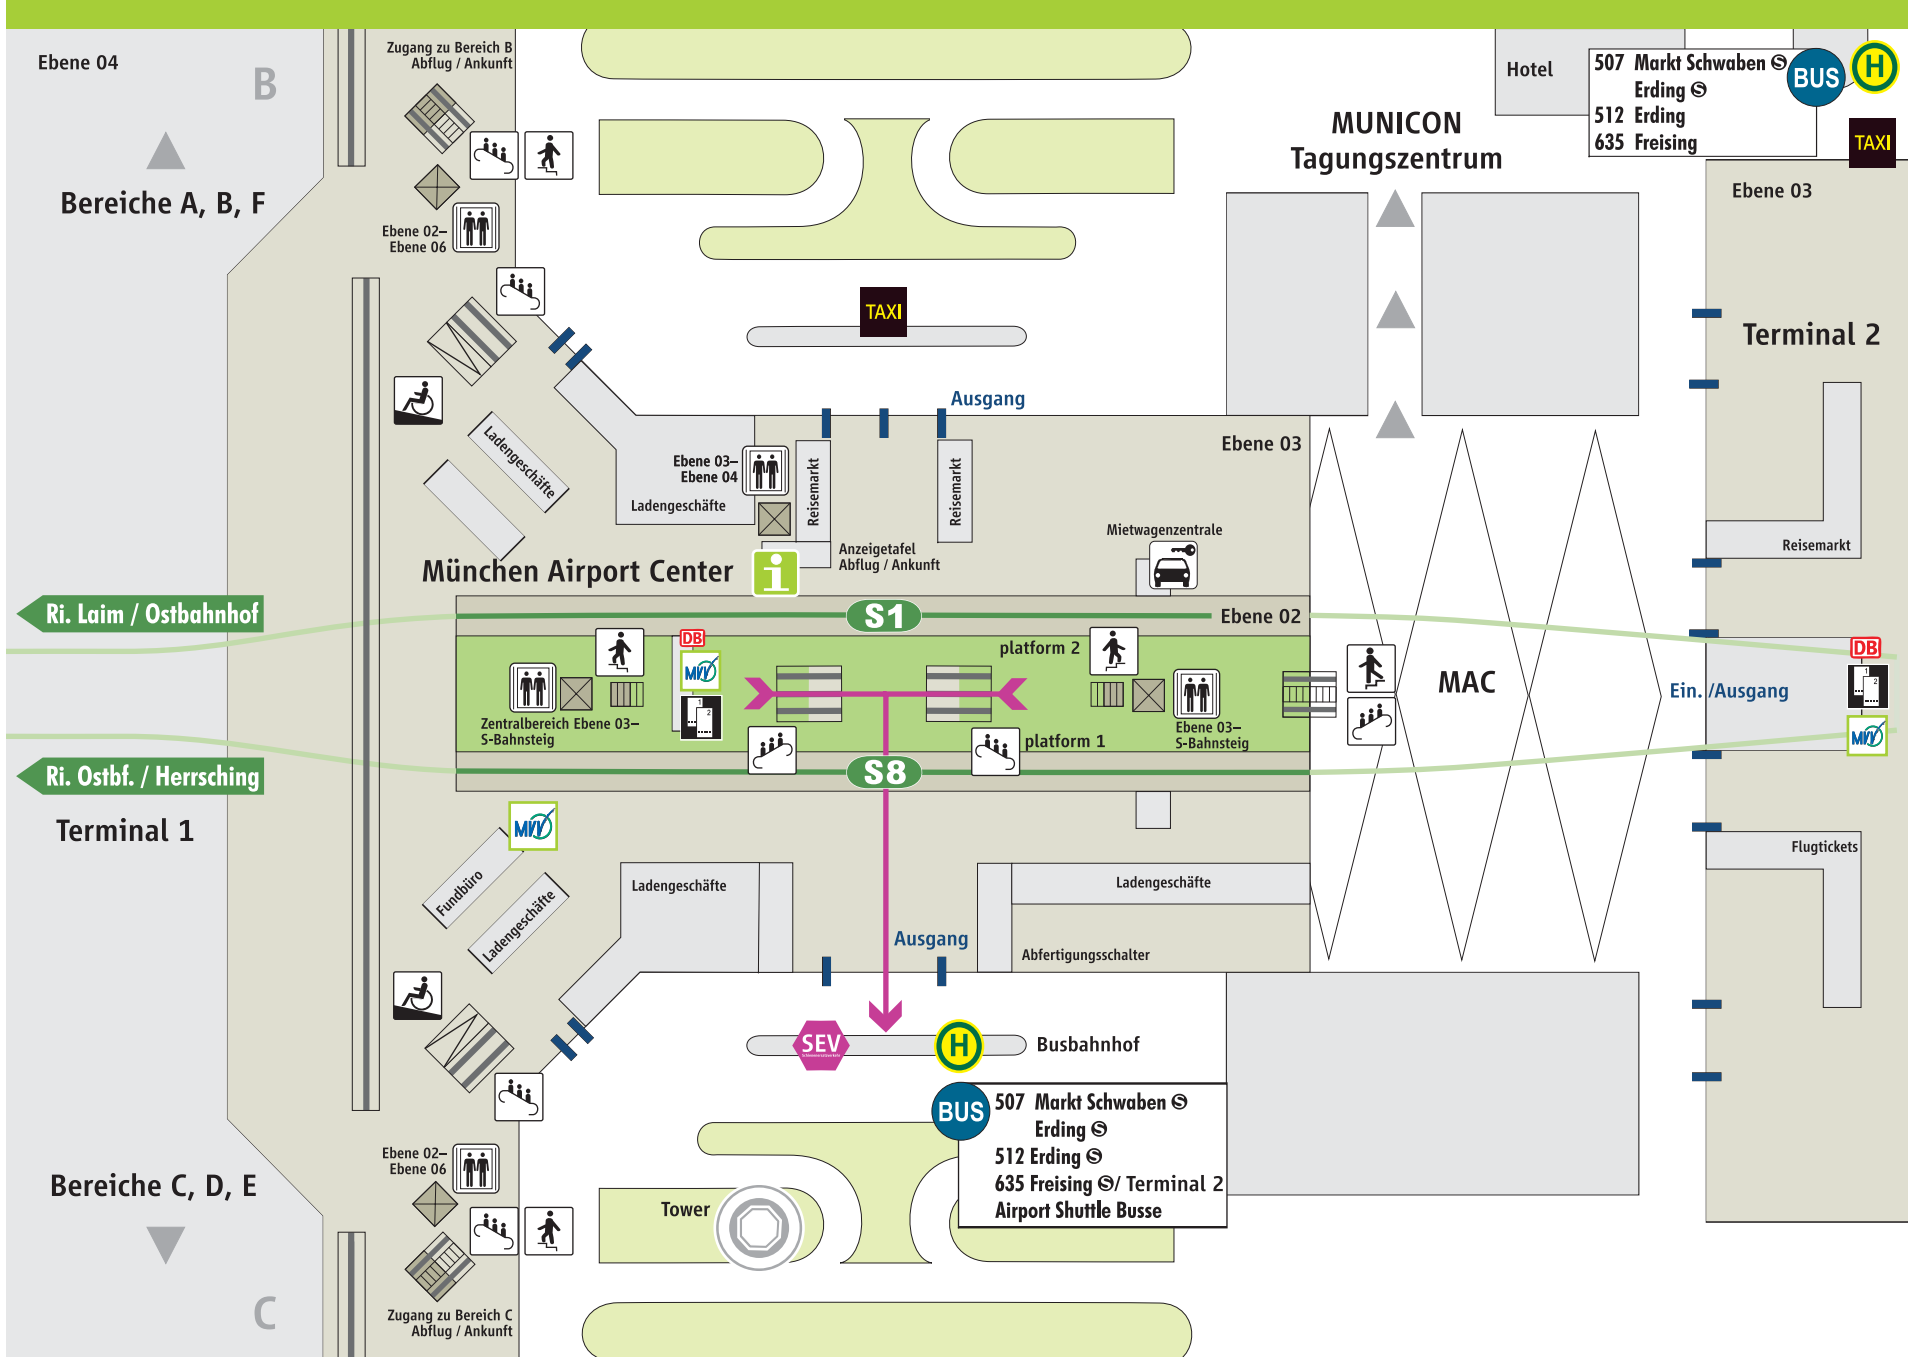 Ebene 04
B
Bereiche A, B, F
Zugang zu Bereich B
Abflug / Ankunft
Ebene 02–
Ebene 06
TAXI
Ausgang
MUNICON
Tagungszentrum
Hotel
507 Markt Schwaben S
Erding S
512 Erding
635 Freising
BUS
H
TAXI
Ebene 03
Terminal 2
Ladengeschäfte
Ebene 03–
Ebene 04
Ladengeschäfte
Reisemarkt
Reisemarkt
Ebene 03
Mietwagenzentrale
Anzeigetafel
Abflug / Ankunft
München Airport Center
i
Reisemarkt
Ri. Laim / Ostbahnhof
S1
Ebene 02
DB
MVV
1
2
platform 2
Zentralbereich Ebene 03–
S-Bahnsteig
platform 1
Ebene 03–
S-Bahnsteig
MAC
Ein. /Ausgang
DB
1
2
MVV
Ri. Ostbf. / Herrsching
S8
Terminal 1
MVV
Fundbüro
Ladengeschäfte
Ladengeschäfte
Ladengeschäfte
Flugtickets
Ausgang
Abfertigungsschalter
SEV
H
Busbahnhof
BUS
507 Markt Schwaben S
Erding S
512 Erding S
635 Freising S/ Terminal 2
Airport Shuttle Busse
Ebene 02–
Ebene 06
Bereiche C, D, E
Tower
C
Zugang zu Bereich C
Abflug / Ankunft